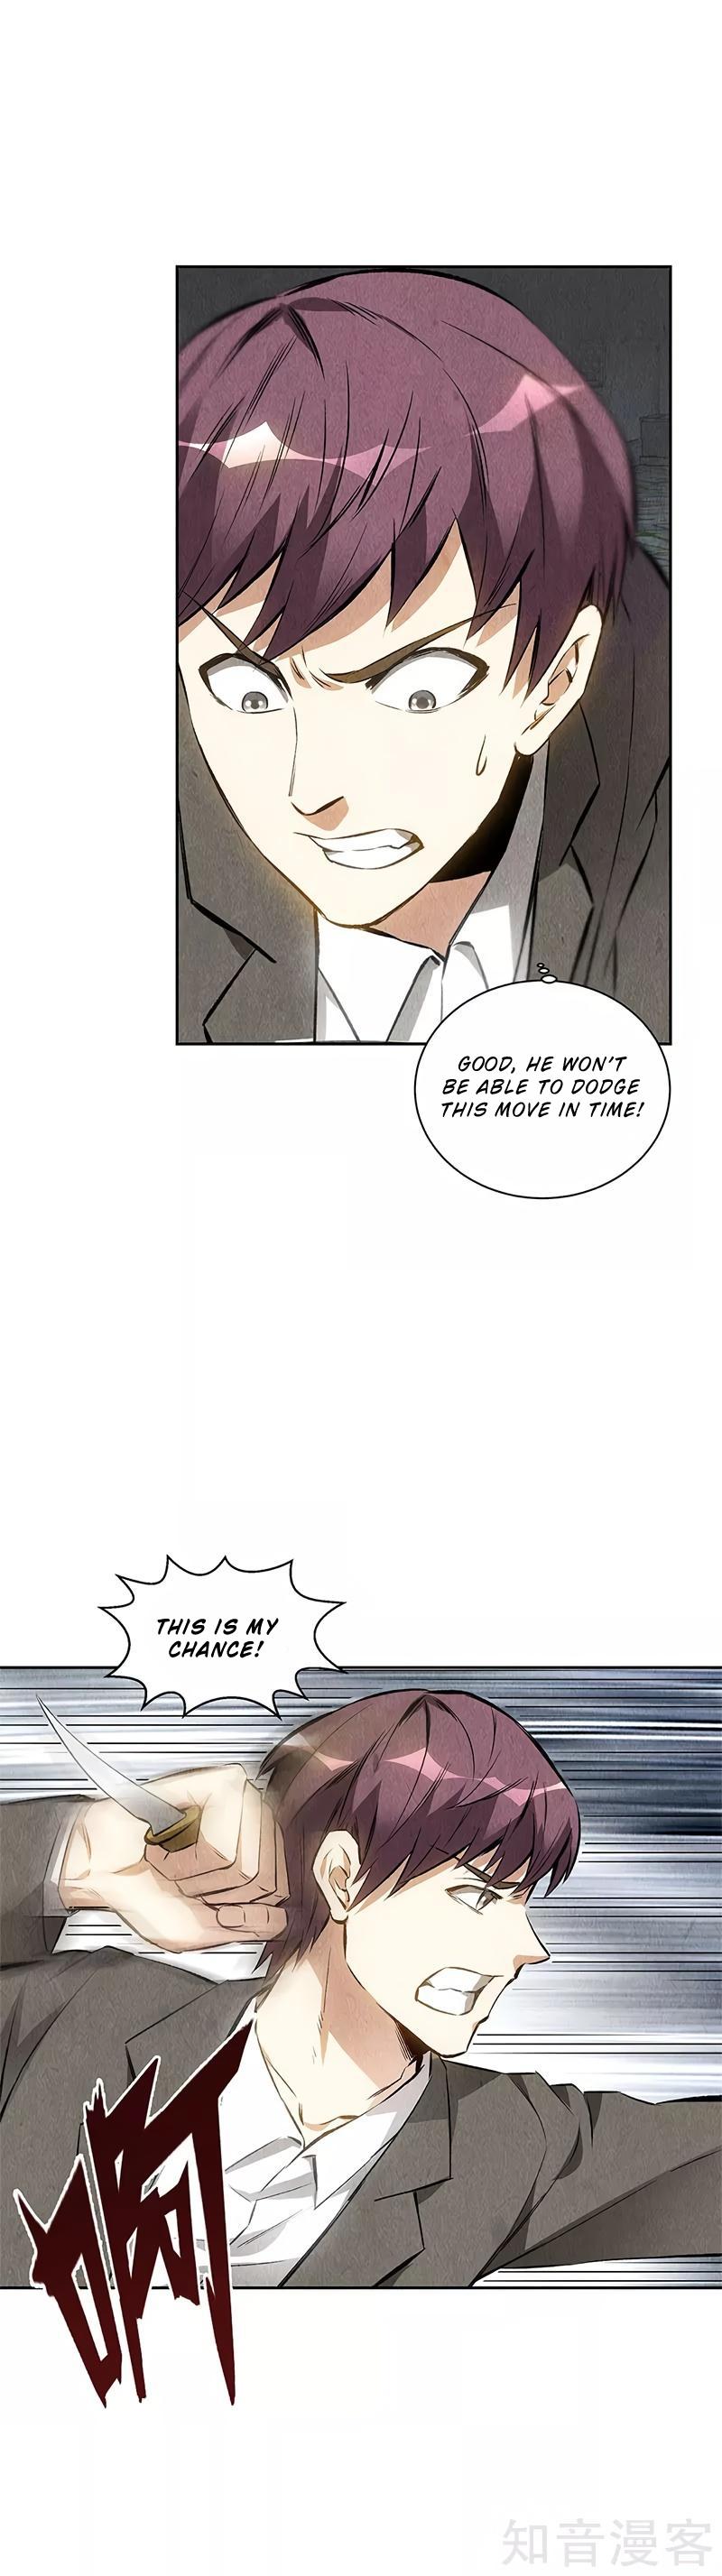 GOOD, HE WON'T
BE ABLE TO DODGE
THIS MOVE IN TIME!
THIS IS MY
CHANCE!
啊
知音漫客